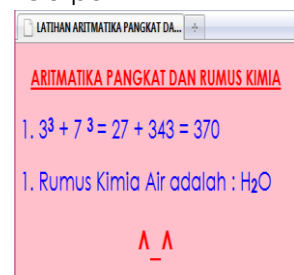 LATIHAN ARITMATIKA PANGKAT DA...
ARITMATIKA PANGKAT DAN RUMUS KIMIA
1. 3³ + 7 ³ = 27 + 343 = 370
1. Rumus Kimia Air adalah : H₂O
^_^